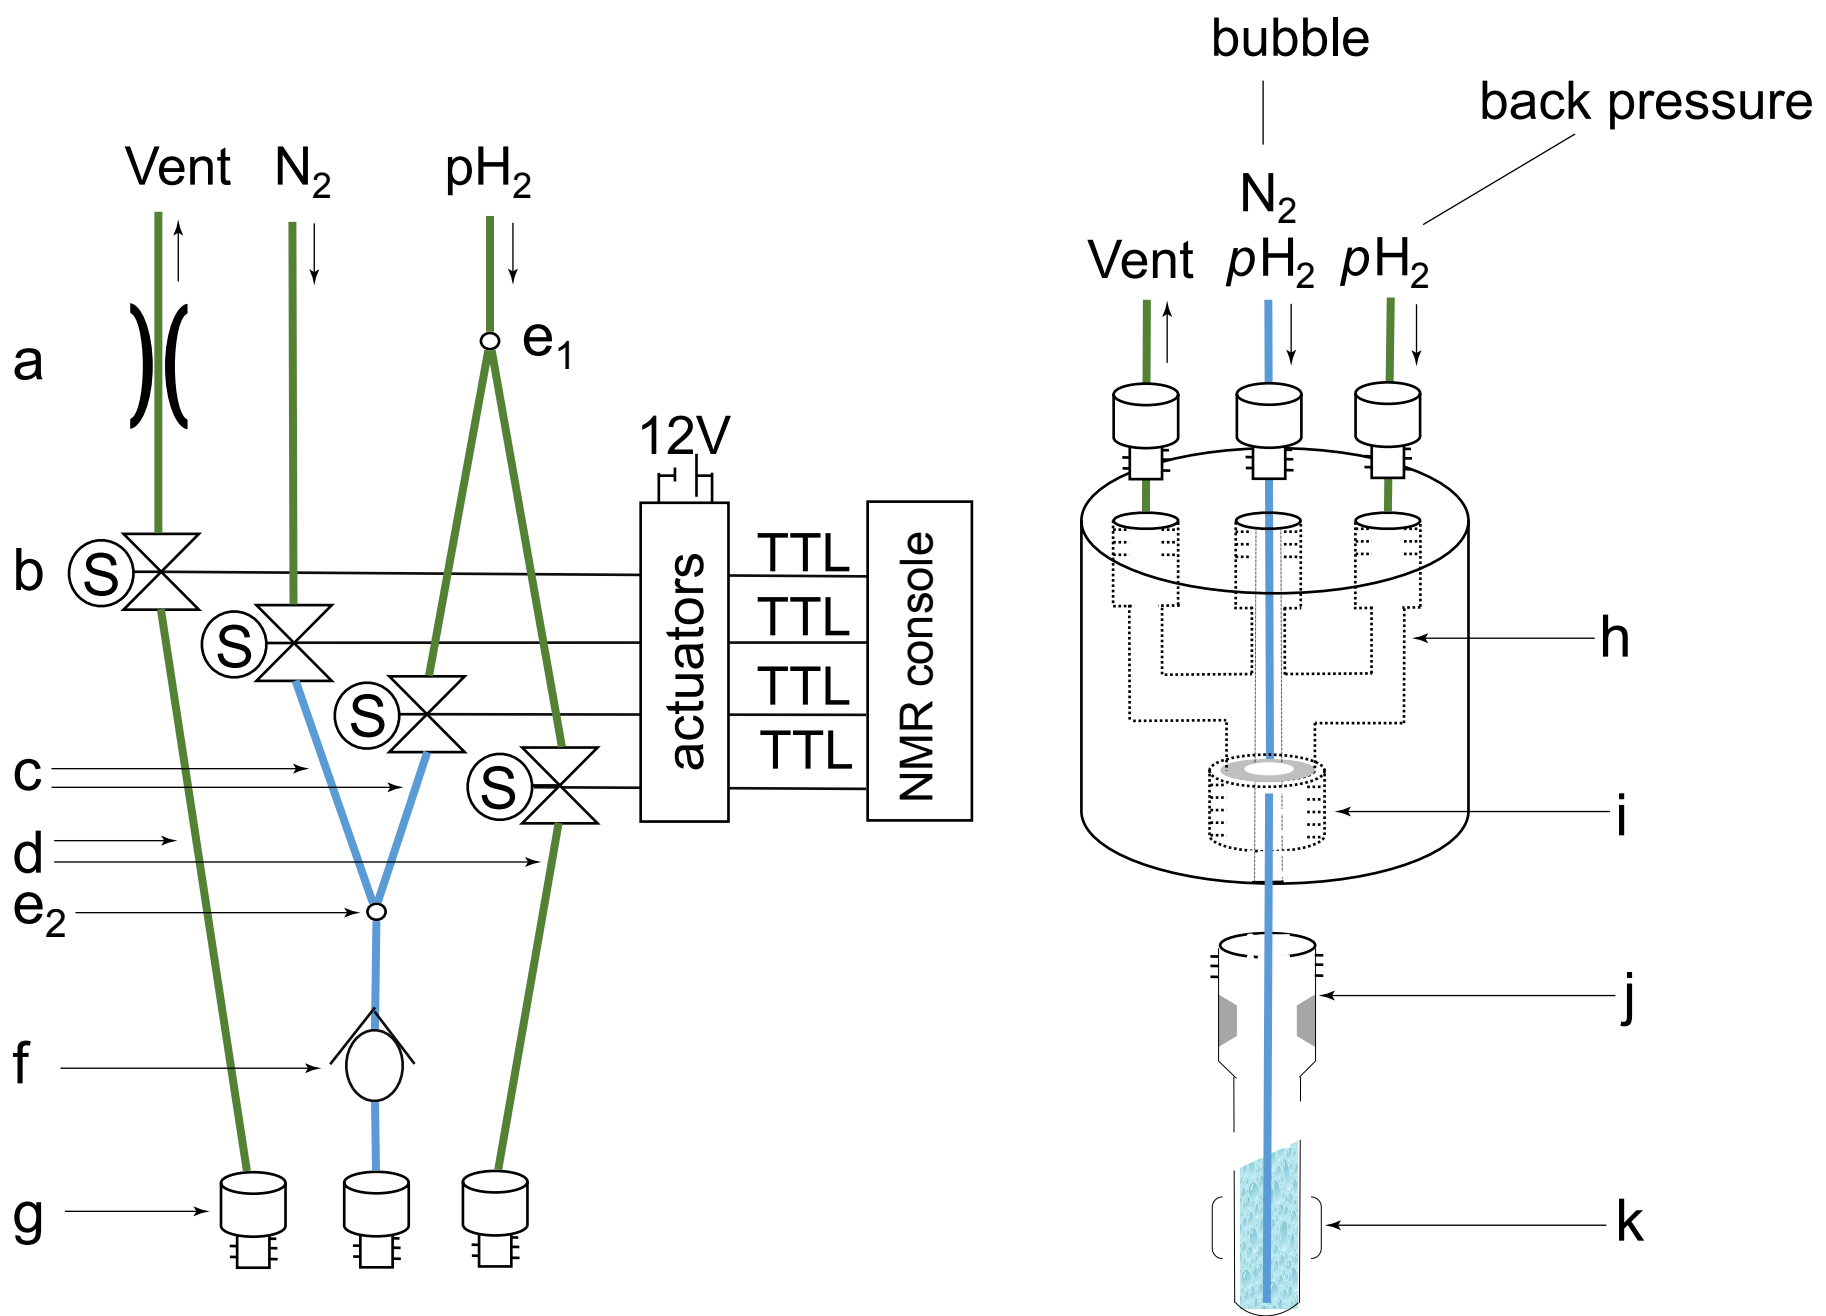 bubble
back pressure
Vent N₂ pH₂
N₂
Vent pH₂ pH₂
a
e₁
12V
b
S
S
S
S
actuators
TTL
TTL
TTL
TTL
NMR console
c
d
e₂
f
g
h
i
j
k